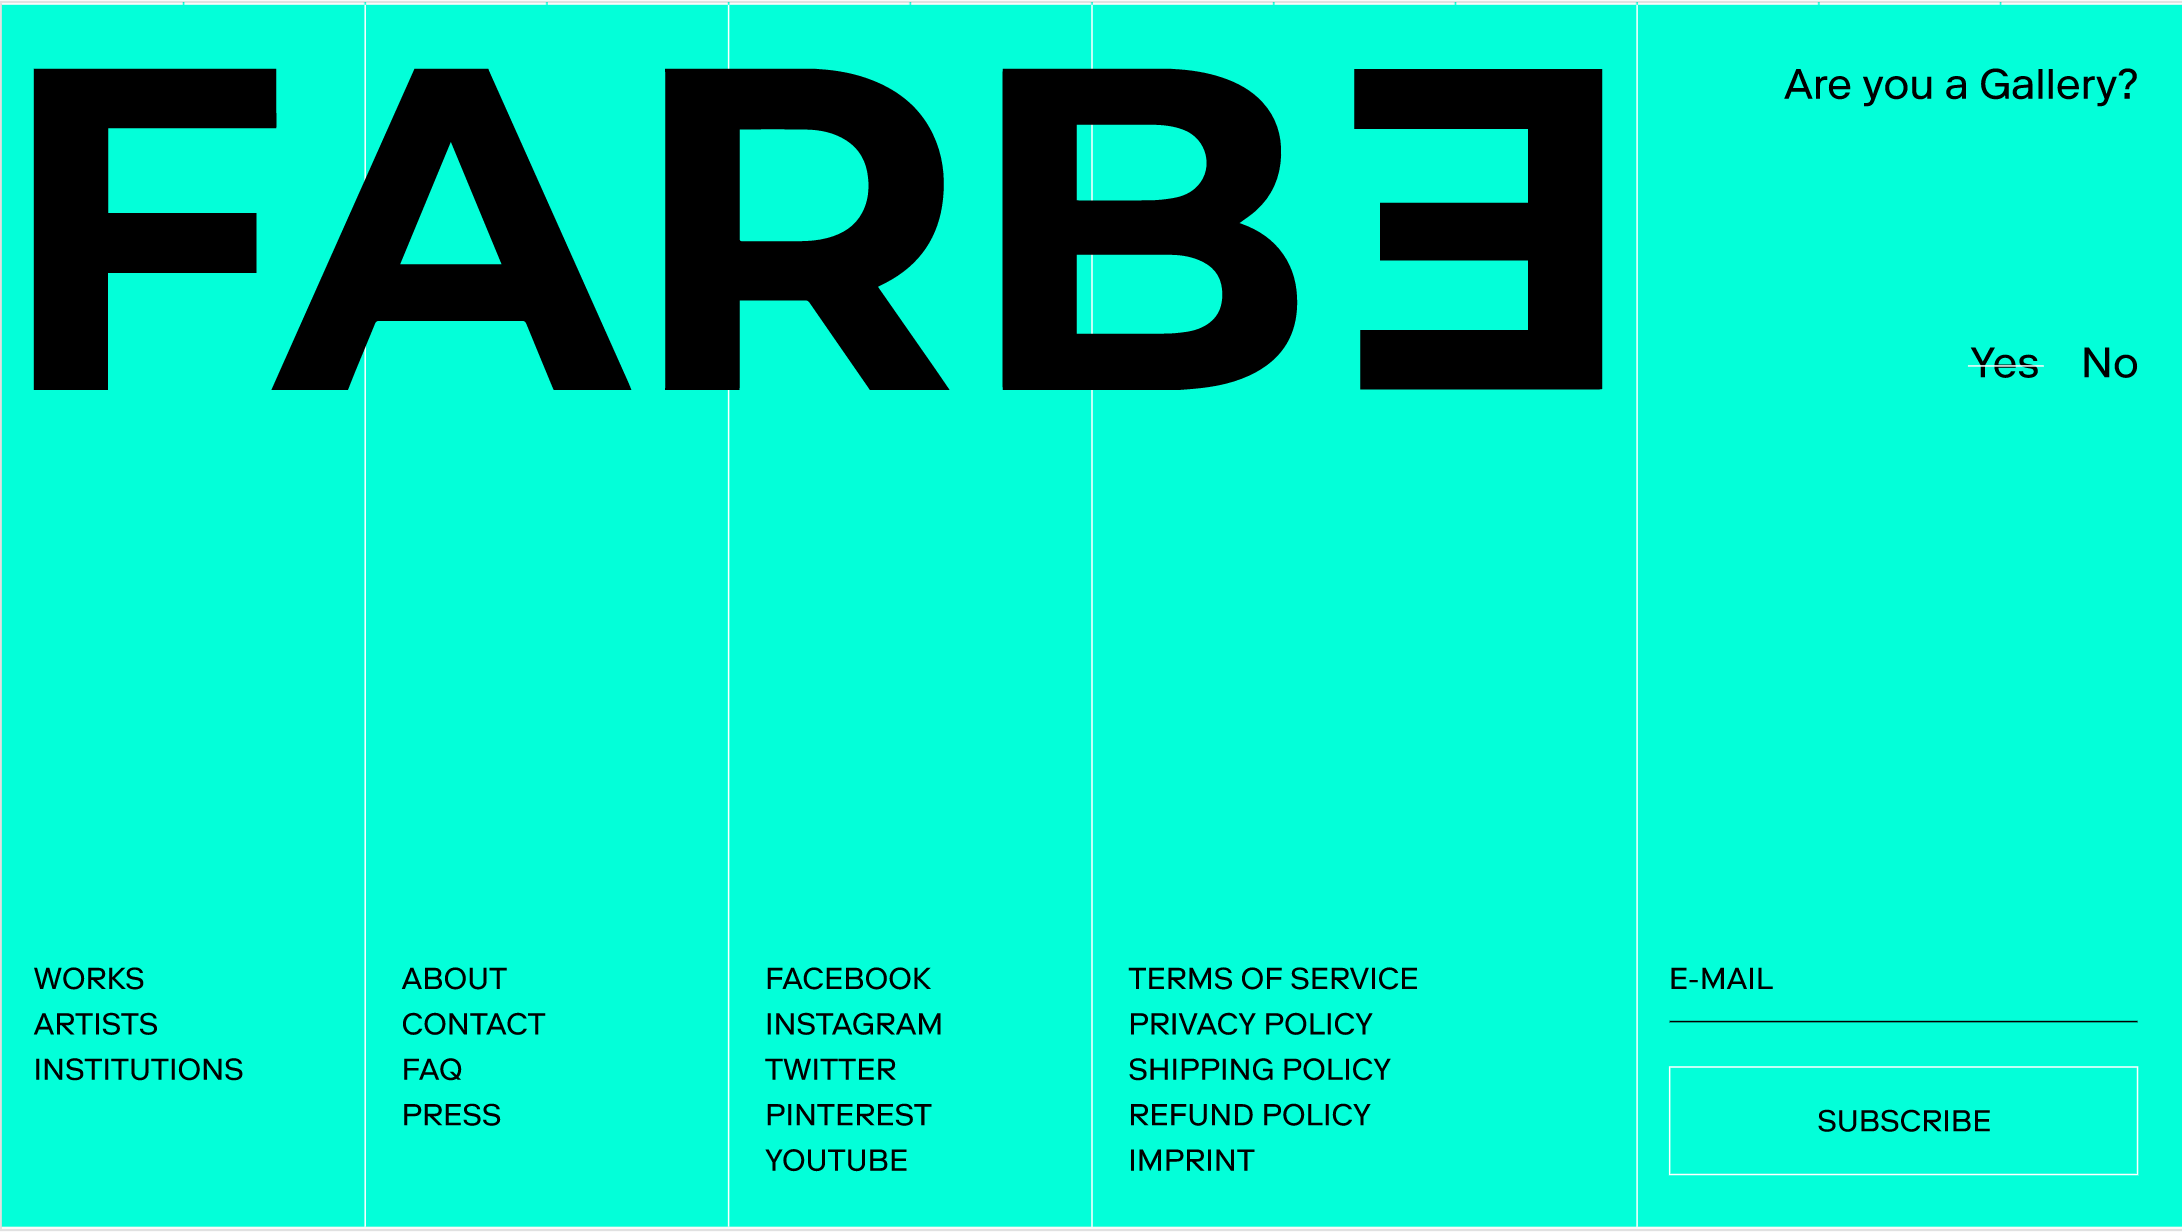 FARBE
Are you a Gallery?
Yes No
WORKS
ARTISTS
INSTITUTIONS
ABOUT
CONTACT
FAQ
PRESS
FACEBOOK
INSTAGRAM
TWITTER
PINTEREST
YOUTUBE
TERMS OF SERVICE
PRIVACY POLICY
SHIPPING POLICY
REFUND POLICY
IMPRINT
E-MAIL
SUBSCRIBE